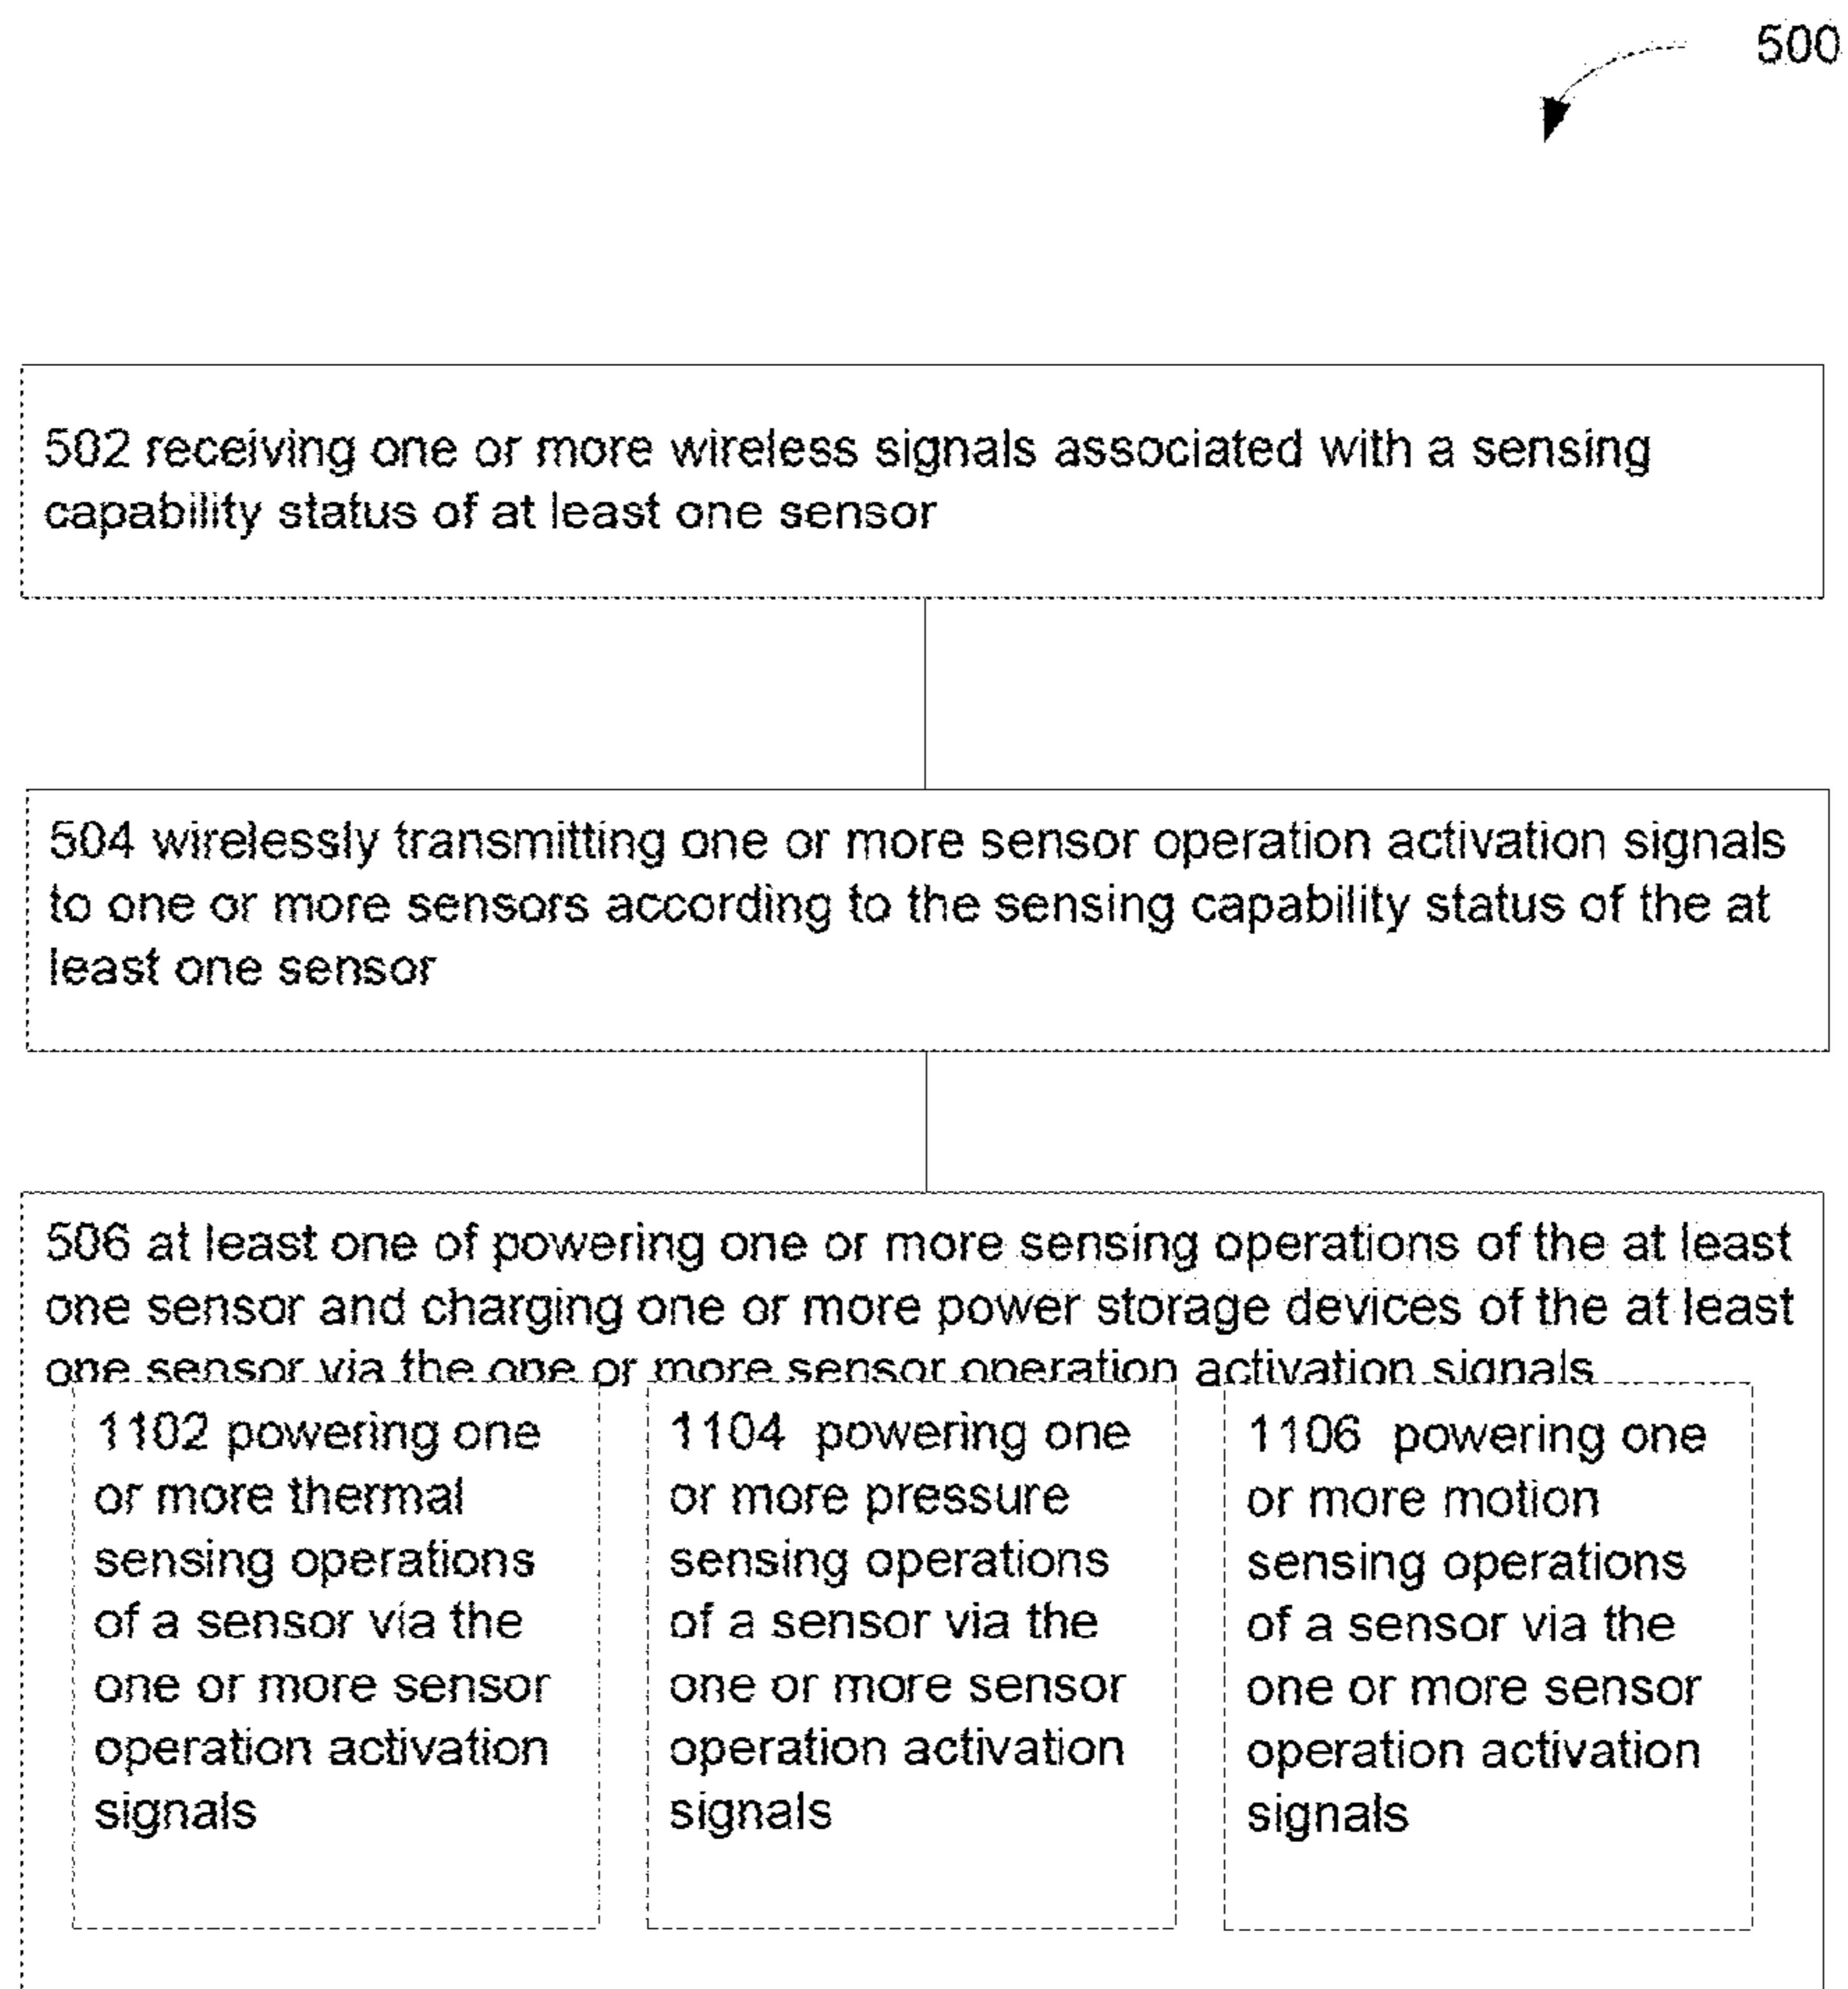 500
502 receiving one or more wireless signals associated with a sensing
capability status of at least one sensor
504 wirelessly transmitting one or more sensor operation activation signals
to one or more sensors according to the sensing capability status of the at
least one sensor
506 at least one of powering one or more sensing operations of the at least
one sensor and charging one or more power storage devices of the at least
one sensor via the one or more sensor operation activation signals
1102 powering one
or more thermal
sensing operations
of a sensor via the
one or more sensor
operation activation
signals
1104 powering one
or more pressure
sensing operations
of a sensor via the
one or more sensor
operation activation
signals
1106 powering one
or more motion
sensing operations
of a sensor via the
one or more sensor
operation activation
signals